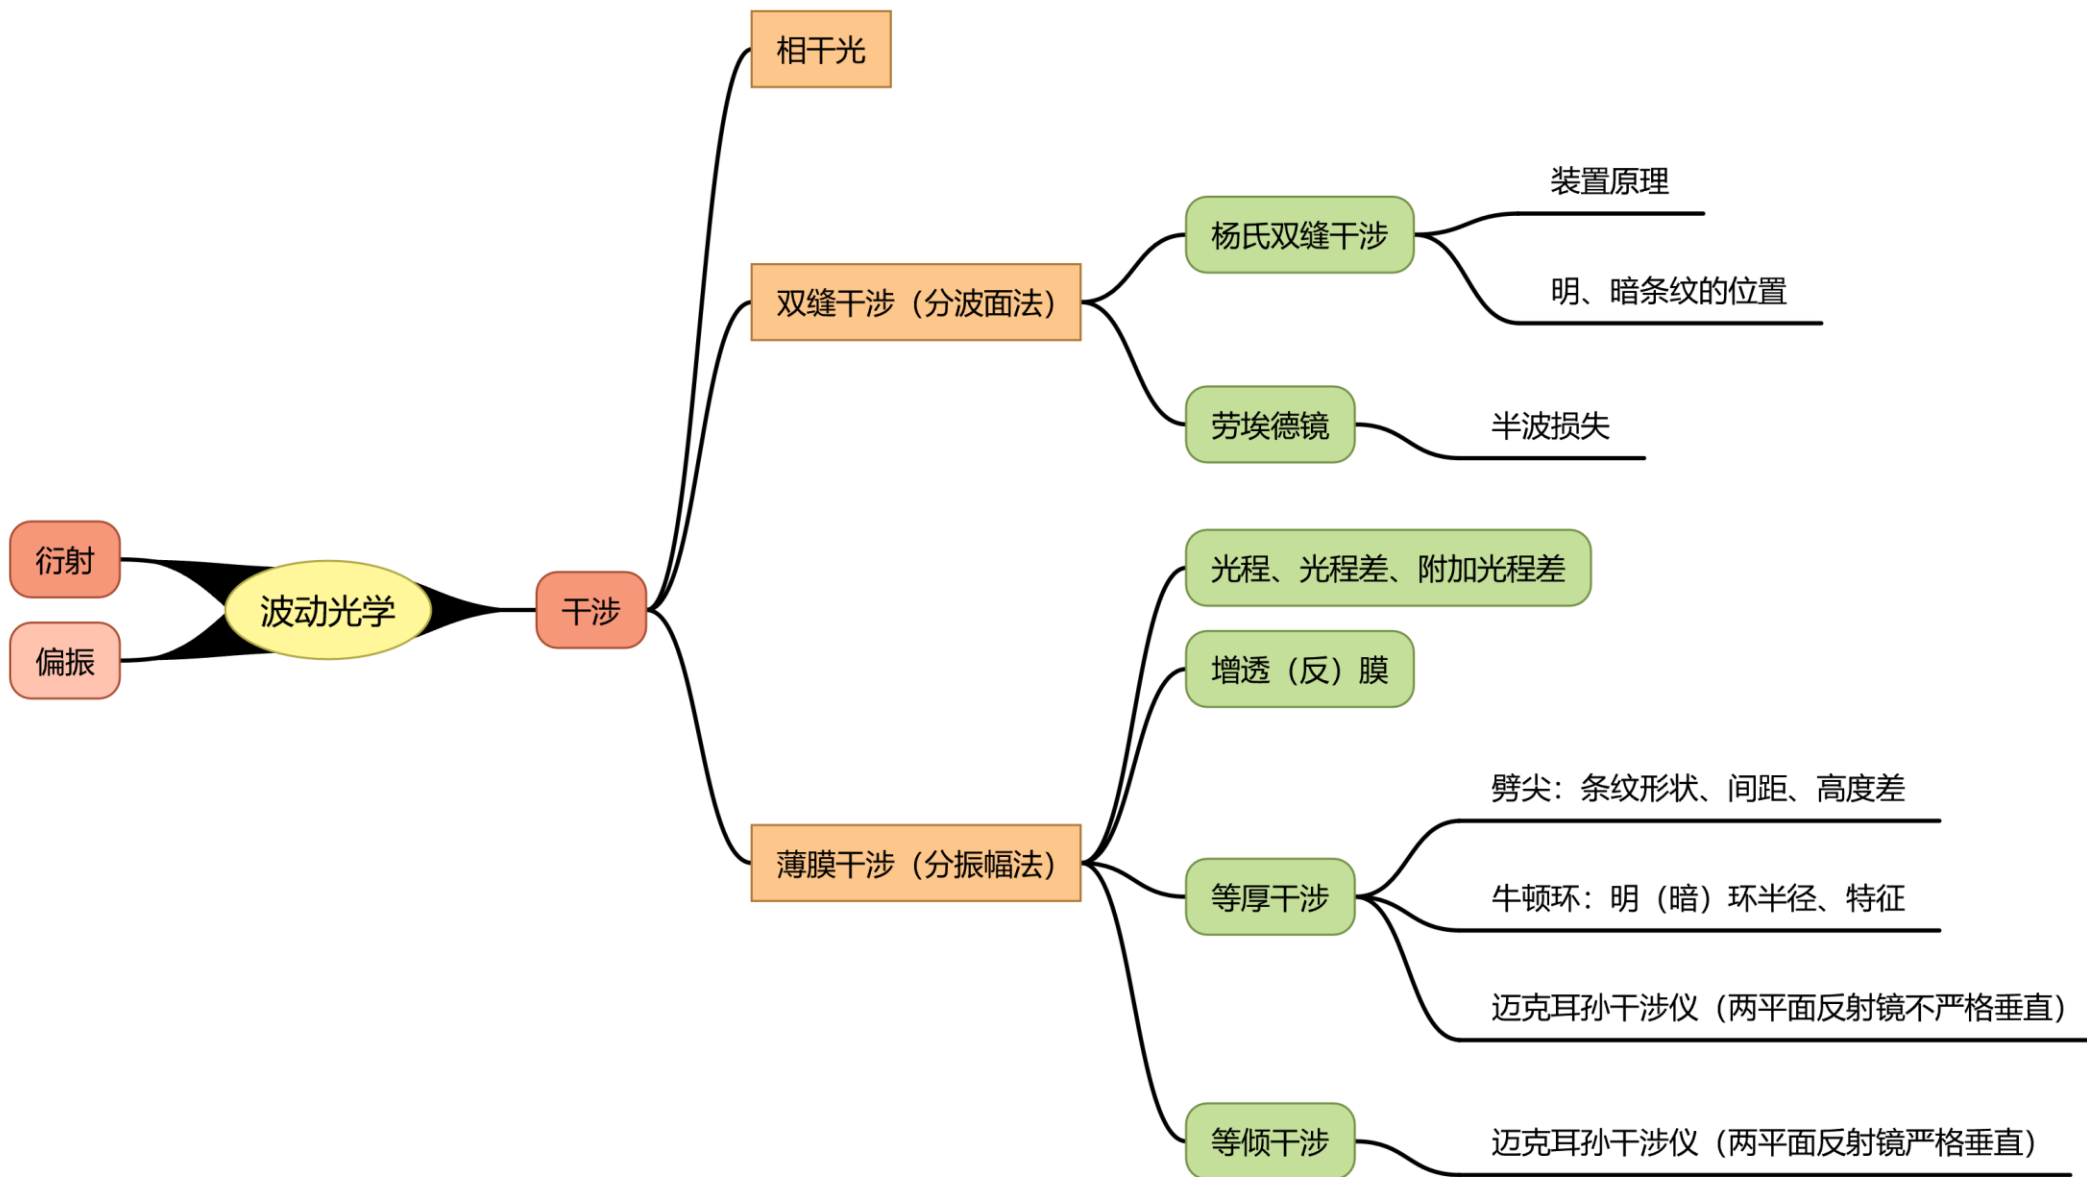 相干光
装置原理
杨氏双缝干涉
明、暗条纹的位置
双缝干涉（分波面法）
劳埃德镜
半波损失
衍射
波动光学
偏振
干涉
光程、光程差、附加光程差
增透（反）膜
薄膜干涉（分振幅法）
劈尖：条纹形状、间距、高度差
等厚干涉
牛顿环：明（暗）环半径、特征
迈克耳孙干涉仪（两平面反射镜不严格垂直）
等倾干涉
迈克耳孙干涉仪（两平面反射镜严格垂直）